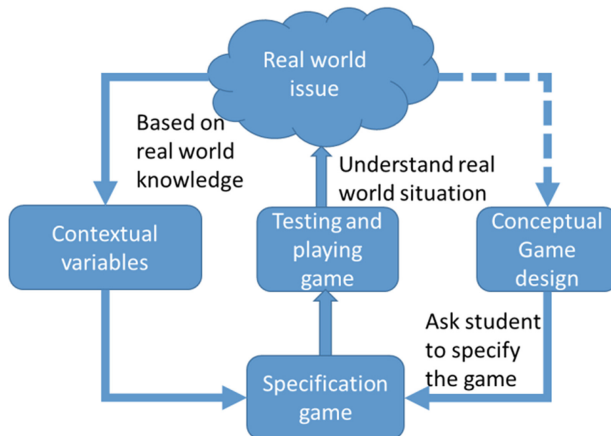 Real world
issue
Based on
real world
knowledge
Understand real
world situation
Contextual
variables
Testing and
playing
game
Conceptual
Game
design
Ask student
to specify
the game
Specification
game